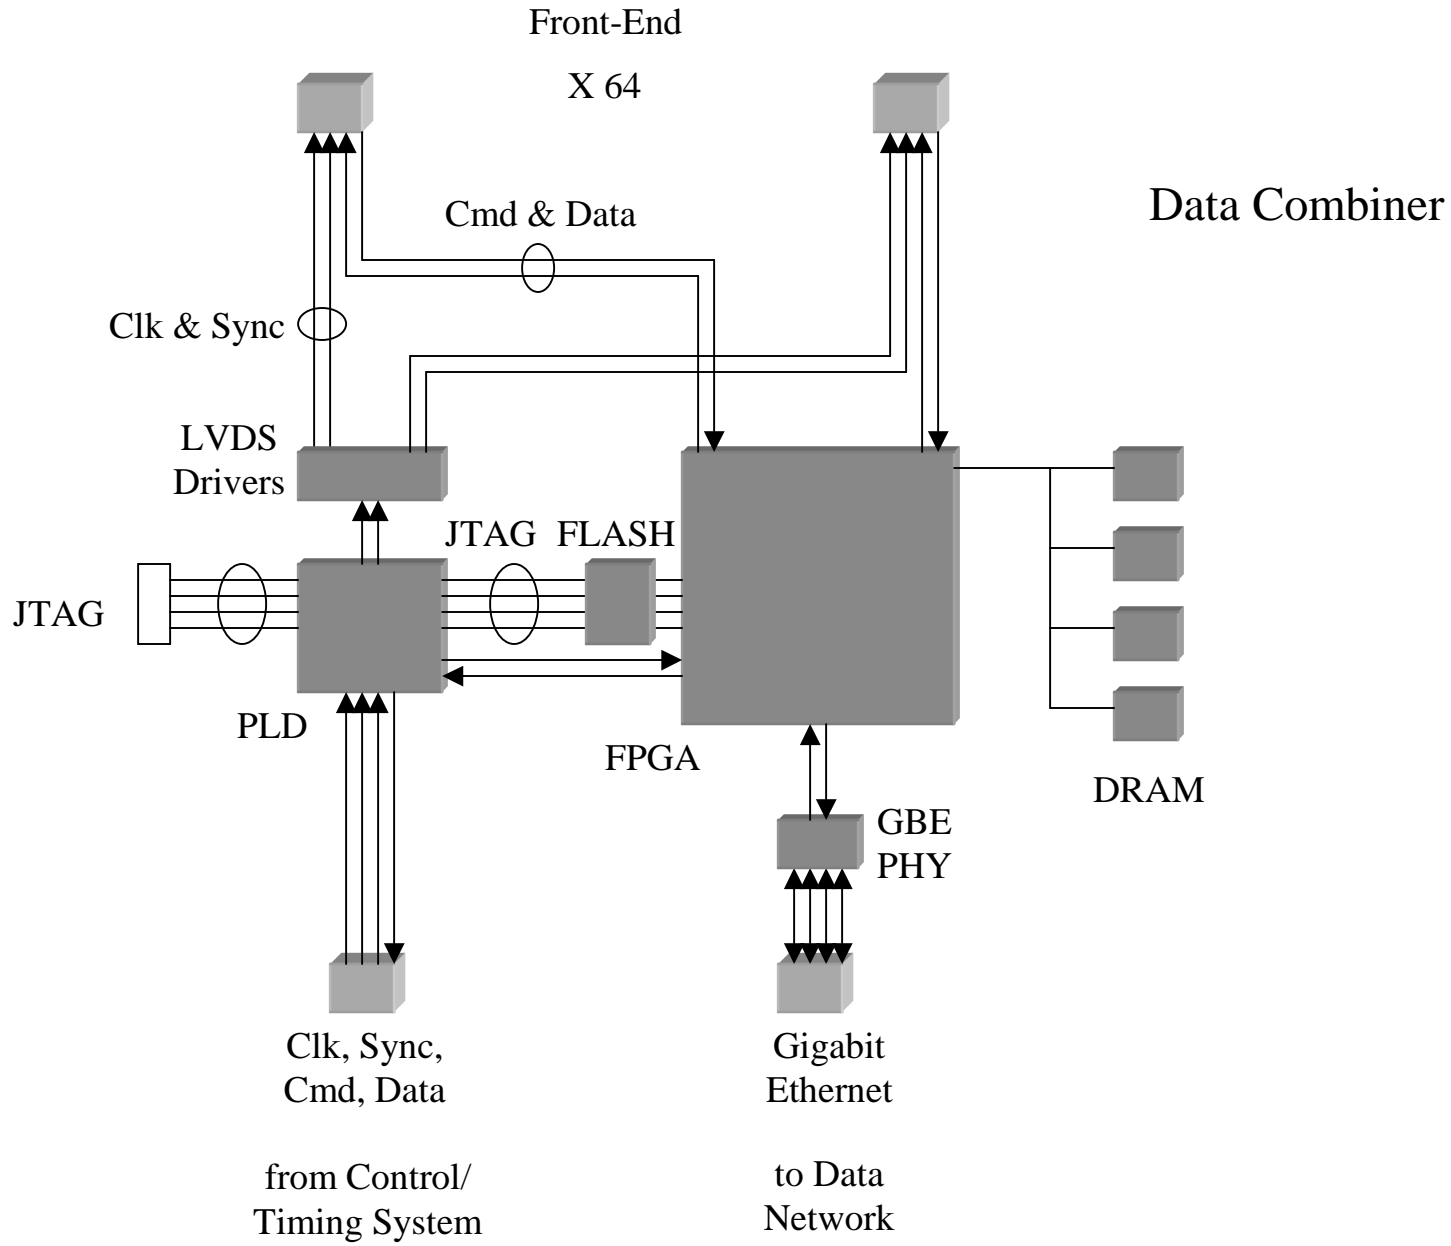 Front-End
X 64
Data Combiner
Cmd & Data
Clk & Sync
LVDS
Drivers
JTAG
FLASH
JTAG
PLD
FPGA
DRAM
GBE
PHY
Clk, Sync,
Cmd, Data
from Control/
Timing System
Gigabit
Ethernet
to Data
Network